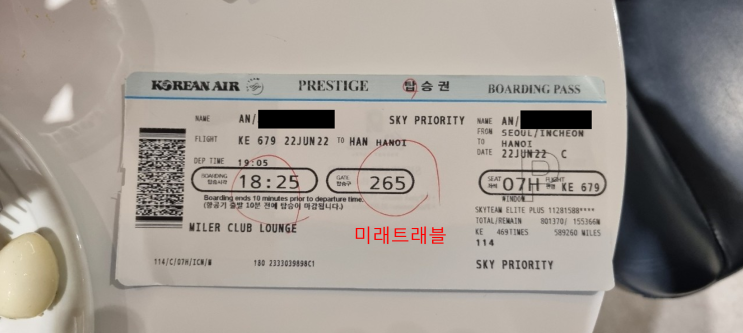 KOREAN AIR PRESTIGE 탑승권 BOARDING PASS
NAME AN/
SKY PRIORITY
FLIGHT KE 679 22JUN22 TO HAN HANOI
DEP TIME 19:05
BOARDING 탑승시각 18:25 GATE 탑승구 265
Boarding ends 10 minutes prior to departure time.
(항공기 출발 10분 전에 탑승이 마감됩니다.)
MILER CLUB LOUNGE
미래트래블
114/C/07H/ICN/M 180 2333039898C1
NAME AN/
FROM SEOUL/INCHEON
TO HANOI
DATE 22JUN22 C
SEAT 좌석 07H FLIGHT 편명 KE 679
WINDOW
SKYTEAM ELITE PLUS 11281588****
TOTAL/REMAIN 801370/ 155366M
KE 469TIMES 589260 MILES
114
SKY PRIORITY